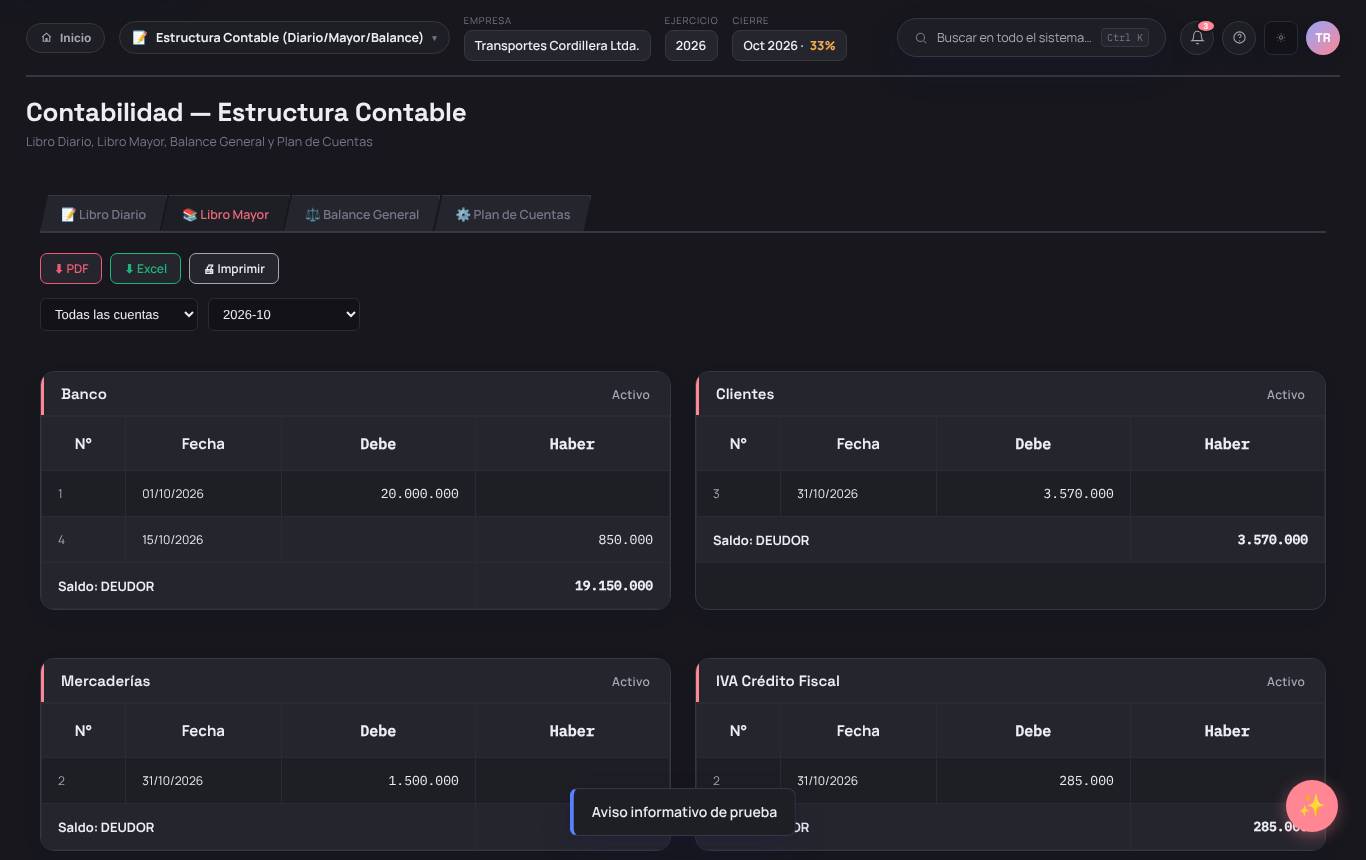 Inicio
Estructura Contable (Diario/Mayor/Balance)
EMPRESA
Transportes Cordillera Ltda.
EJERCICIO
2026
CIERRE
Oct 2026 · 33%
Buscar en todo el sistema...
Ctrl K
3
TR
Contabilidad — Estructura Contable
Libro Diario, Libro Mayor, Balance General y Plan de Cuentas
Libro Diario
Libro Mayor
Balance General
Plan de Cuentas
PDF
Excel
Imprimir
Todas las cuentas
2026-10
Banco Activo
N° Fecha Debe Haber
1 01/10/2026 20.000.000
4 15/10/2026 850.000
Saldo: DEUDOR 19.150.000
Clientes Activo
N° Fecha Debe Haber
3 31/10/2026 3.570.000
Saldo: DEUDOR 3.570.000
Mercaderías Activo
N° Fecha Debe Haber
2 31/10/2026 1.500.000
Saldo: DEUDOR
IVA Crédito Fiscal Activo
N° Fecha Debe Haber
2 31/10/2026 285.000
Aviso informativo de prueba